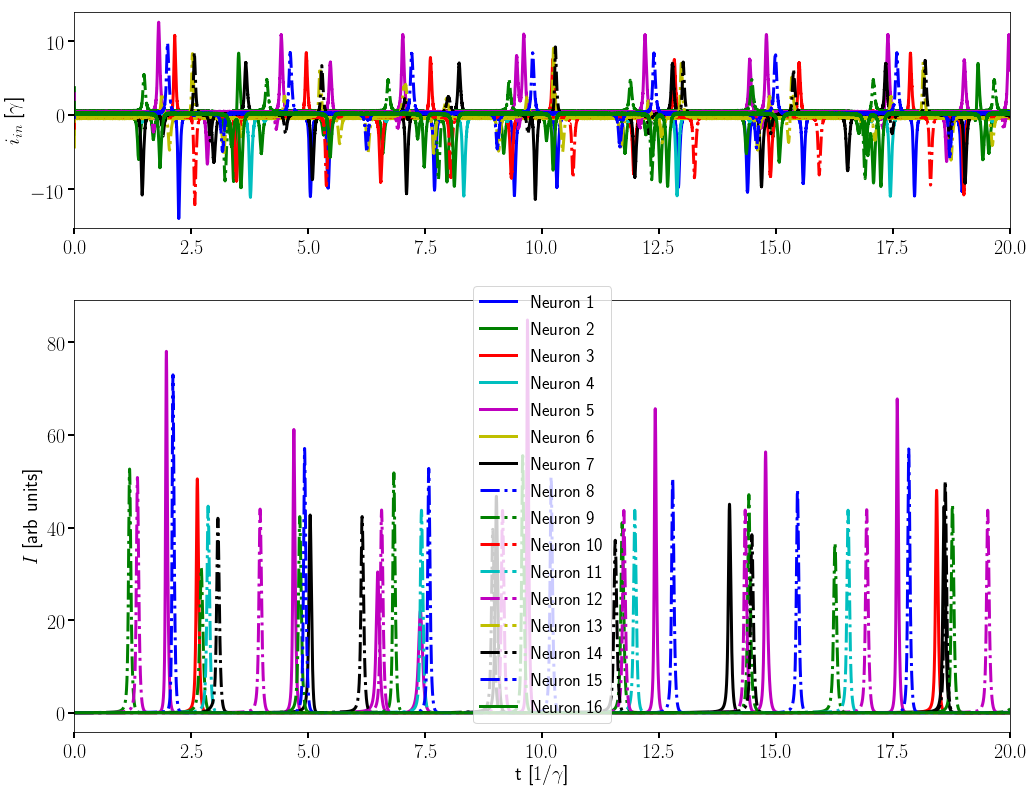 10
0
−10
i_in [γ]
0.0 2.5 5.0 7.5 10.0 12.5 15.0 17.5 20.0
80
60
40
20
0
I [arb units]
Neuron 1
Neuron 2
Neuron 3
Neuron 4
Neuron 5
Neuron 6
Neuron 7
Neuron 8
Neuron 9
Neuron 10
Neuron 11
Neuron 12
Neuron 13
Neuron 14
Neuron 15
Neuron 16
0.0 2.5 5.0 7.5 10.0 12.5 15.0 17.5 20.0
t [1/γ]